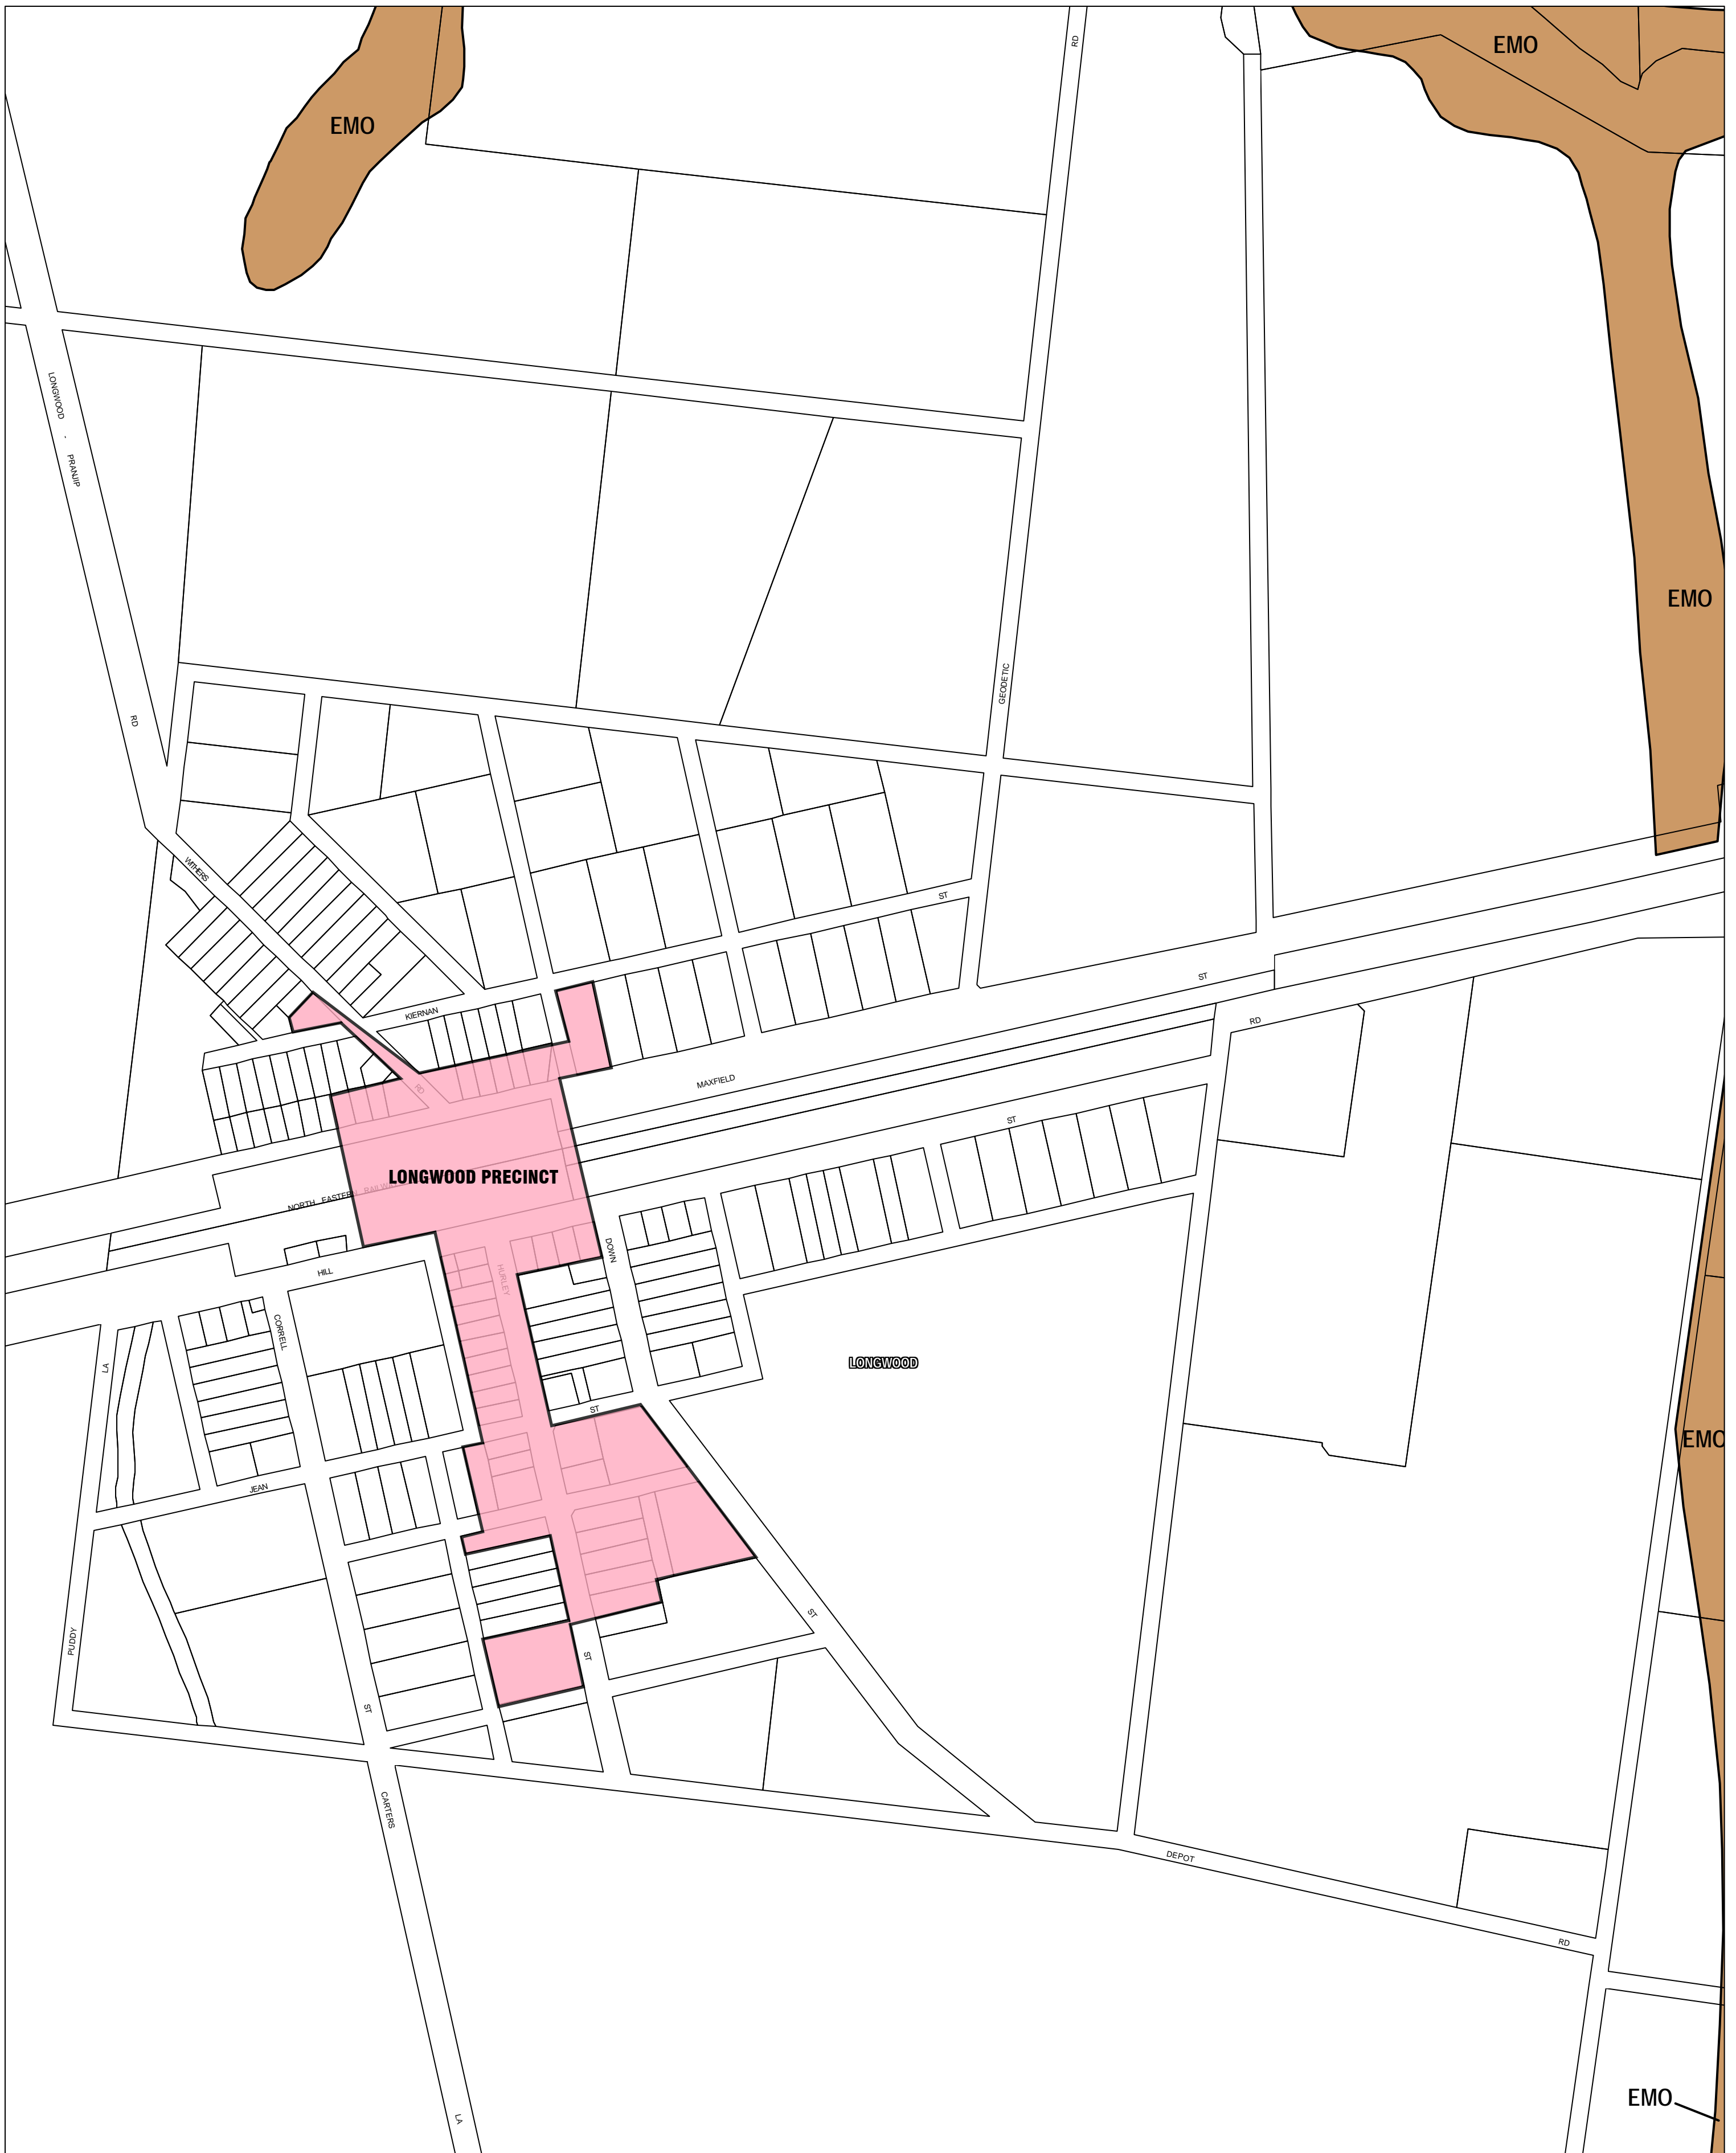 RD
EMO
EMO
LONGWOOD - PRANJIP
EMO
GEODETIC
RD
WITHERS
ST
ST
KIERNAN
RD
MAXFIELD
RD
ST
LONGWOOD PRECINCT
NORTH EASTERN RAILWAY
DOWN
HILL
HURLEY
CORRELL
LA
LONGWOOD
ST
EMO
JEAN
ST
PUDDY
ST
ST
CARTERS
DEPOT
RD
EMO
LA